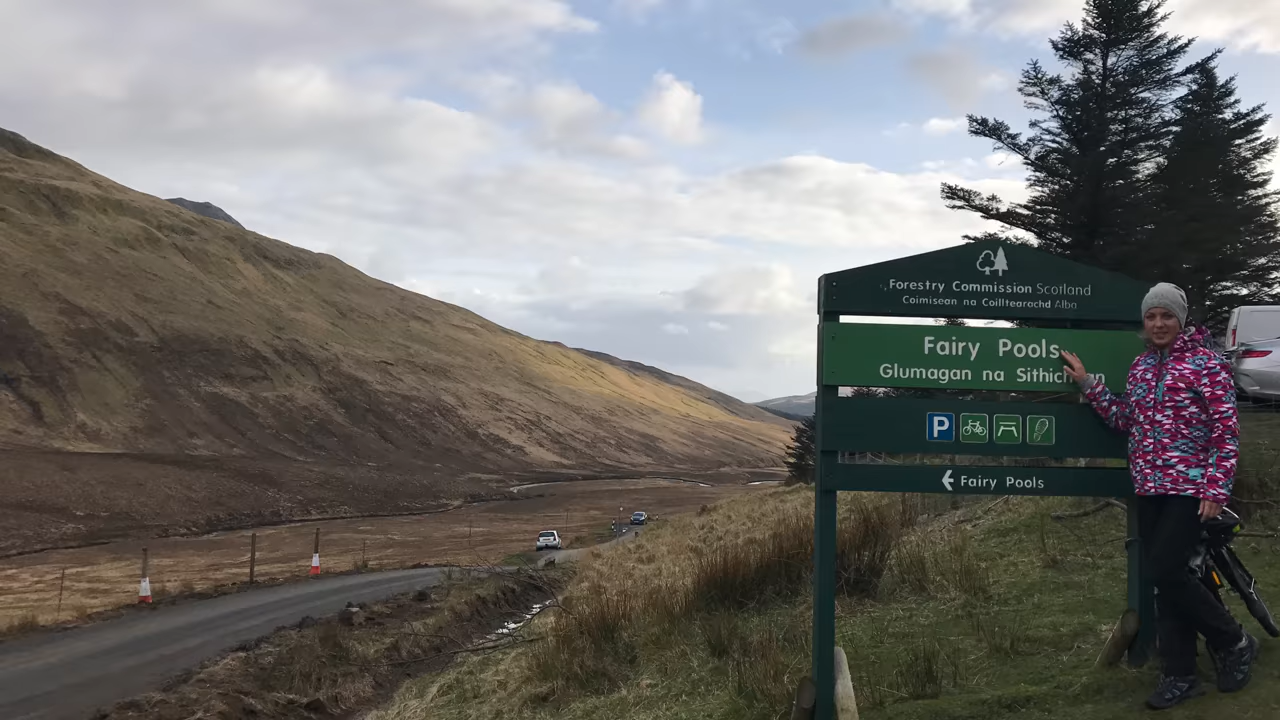 Forestry Commission Scotland
Coimisean na Coilltearachd Alba
Fairy Pools
Glumagan na
P
Fairy Pools